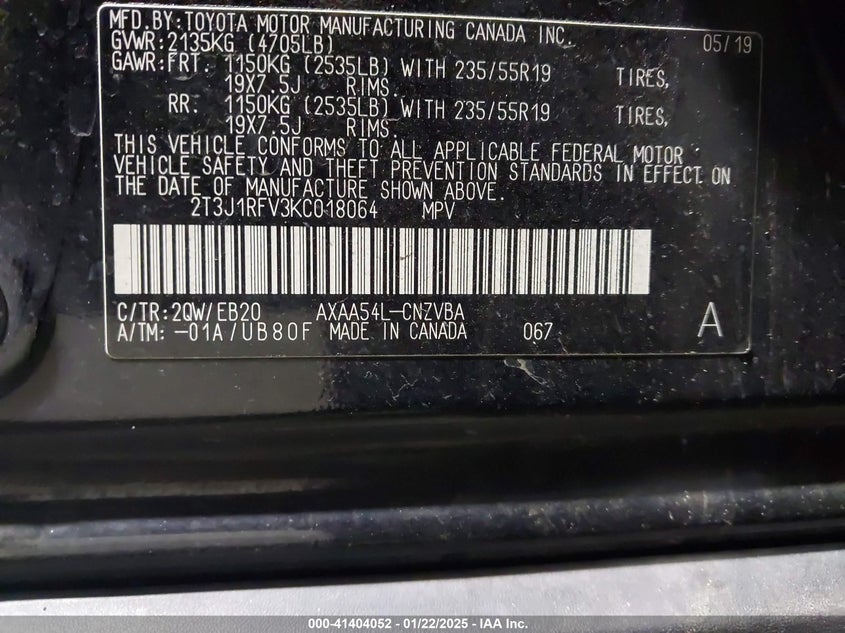 MFD.BY:TOYOTA MOTOR MANUFACTURING CANADA INC. 05/19
GVWR:2135KG (4705LB)
GAWR:FRT. 1150KG (2535LB) WITH 235/55R19 TIRES,
19X7.5J RIMS.
RR. 1150KG (2535LB) WITH 235/55R19 TIRES,
19X7.5J RIMS.
THIS VEHICLE CONFORMS TO ALL APPLICABLE FEDERAL MOTOR
VEHICLE SAFETY AND THEFT PREVENTION STANDARDS IN EFFECT ON
THE DATE OF MANUFACTURE SHOWN ABOVE.
2T3J1RFV3KC018064 MPV
C/TR:2QW/EB20 AXAA54L-CNZVBA
A/TM:-01A/UB80F MADE IN CANADA 067 A
000-41404052 - 01/22/2025 - © IAA Holdings, LLC.